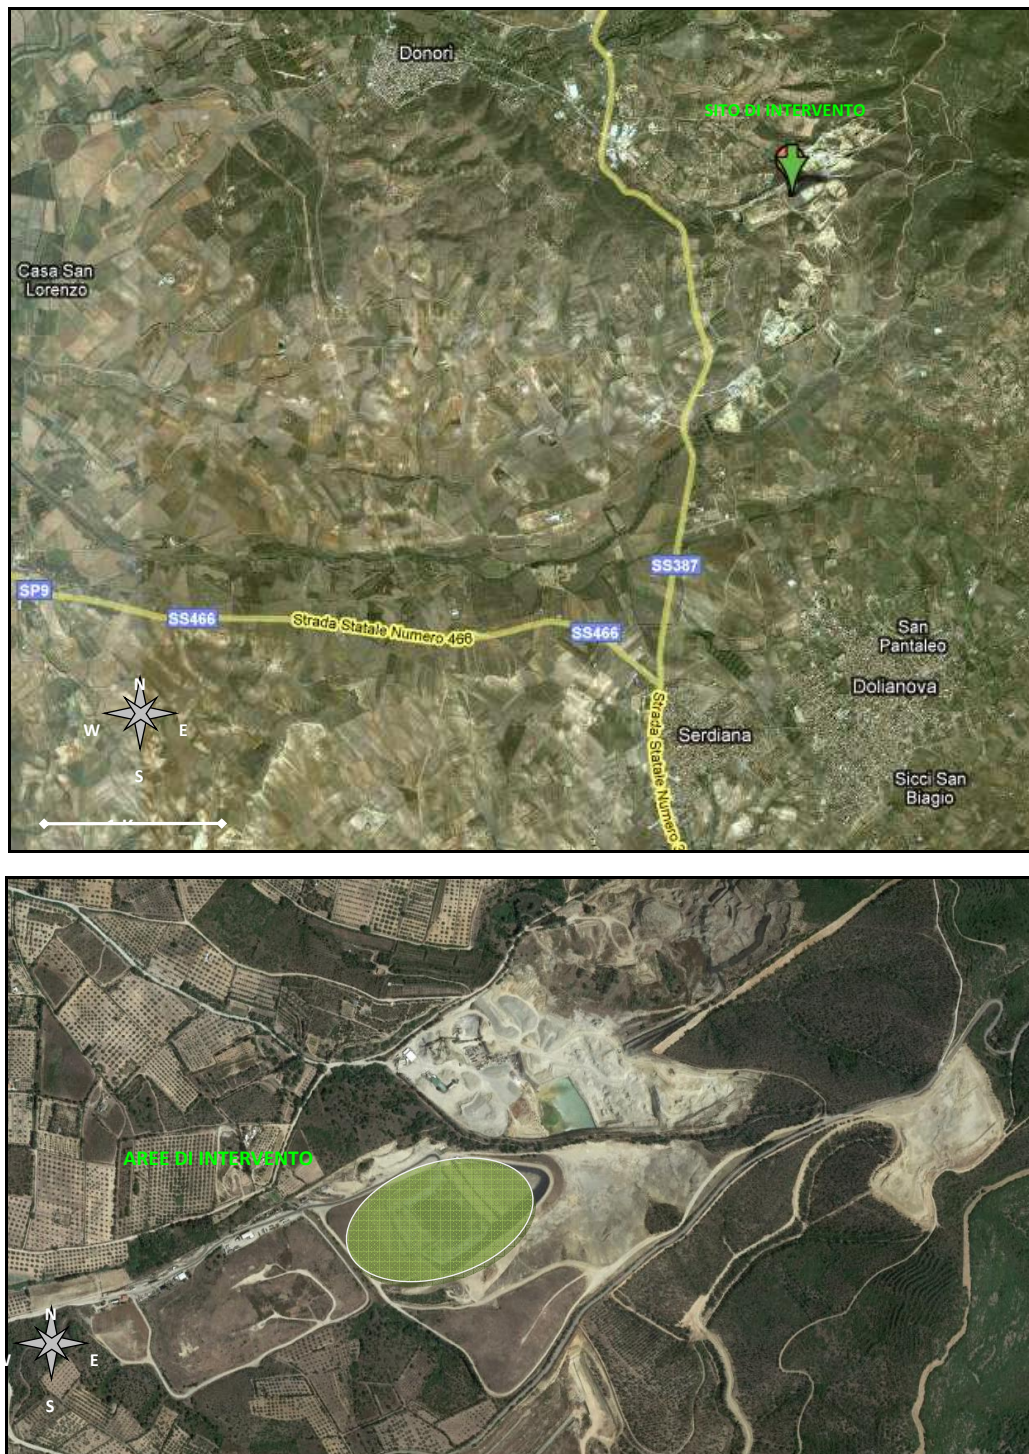 Donorì
SITO DI INTERVENTO
Casa San
Lorenzo
SS387
SP9
SS466
Strada Statale Numero 466
SS466
San
Pantaleo
Dolianova
N
W
E
S
Serdiana
Strada Statale Numero
Sicci San
Biagio
AREE DI INTERVENTO
N
E
S